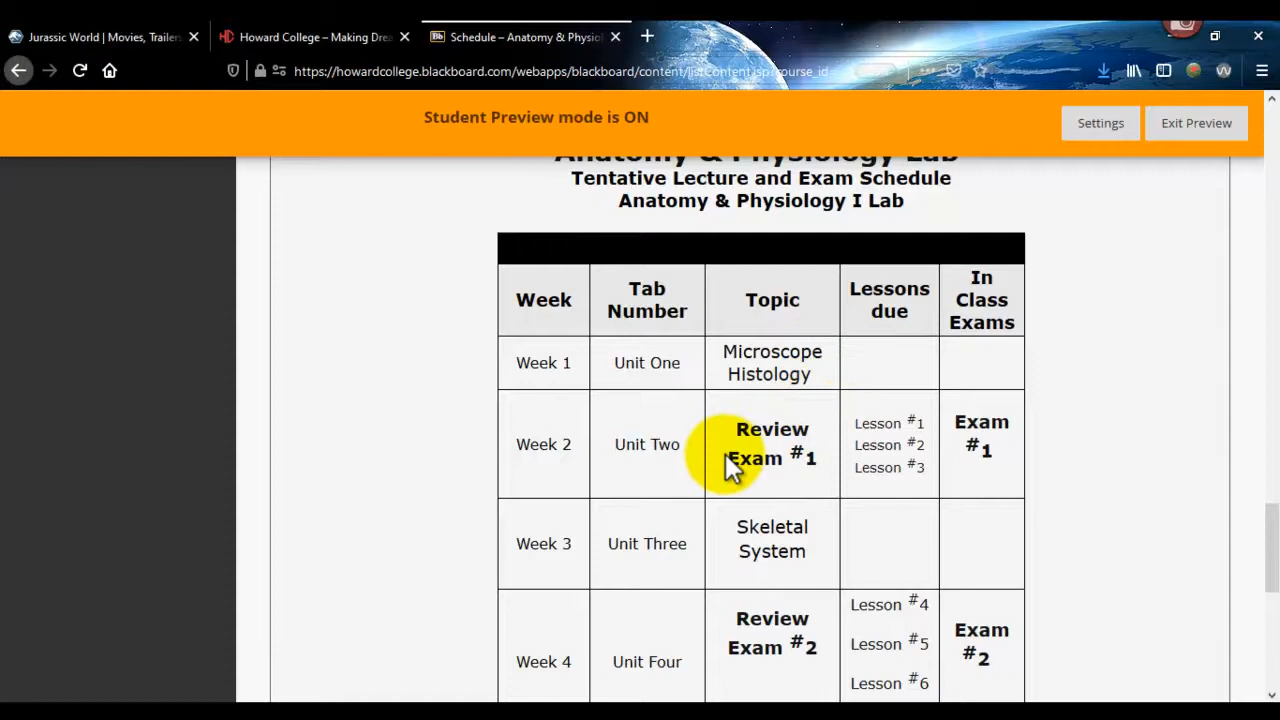 Jurassic World | Movies, Trailers
Howard College – Making Drea
Schedule – Anatomy & Physiol
https://howardcollege.blackboard.com/webapps/blackboard/content/listContent.jsp?course_id
Student Preview mode is ON
Settings
Exit Preview
Anatomy & Physiology Lab
Tentative Lecture and Exam Schedule
Anatomy & Physiology I Lab
Week
Tab
Number
Topic
Lessons
due
In
Class
Exams
Week 1
Unit One
Microscope
Histology
Week 2
Unit Two
Review
Exam #1
Lesson #1
Lesson #2
Lesson #3
Exam
#1
Week 3
Unit Three
Skeletal
System
Week 4
Unit Four
Review
Exam #2
Lesson #4
Lesson #5
Lesson #6
Exam
#2